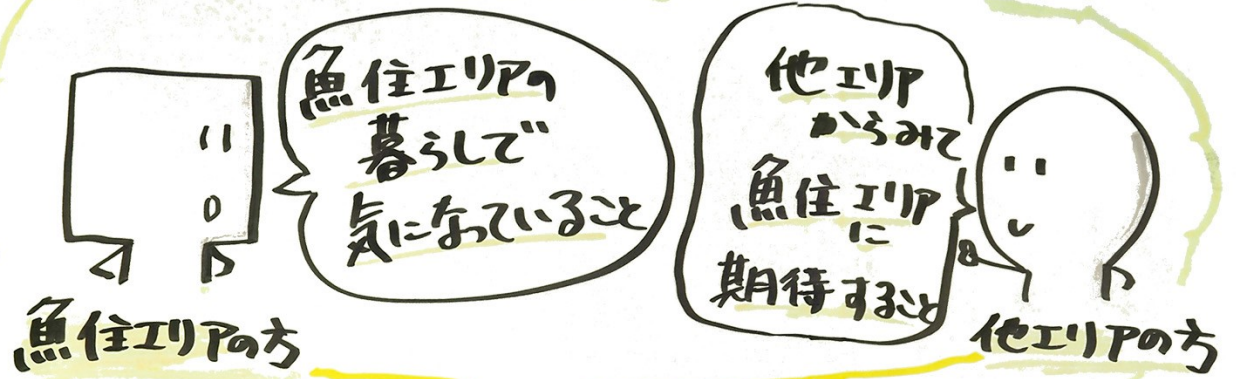 魚住エリアの
暮らしで
気になっていること
魚住エリアの方
他エリア
からみて
魚住エリア
に
期待すること
他エリアの方